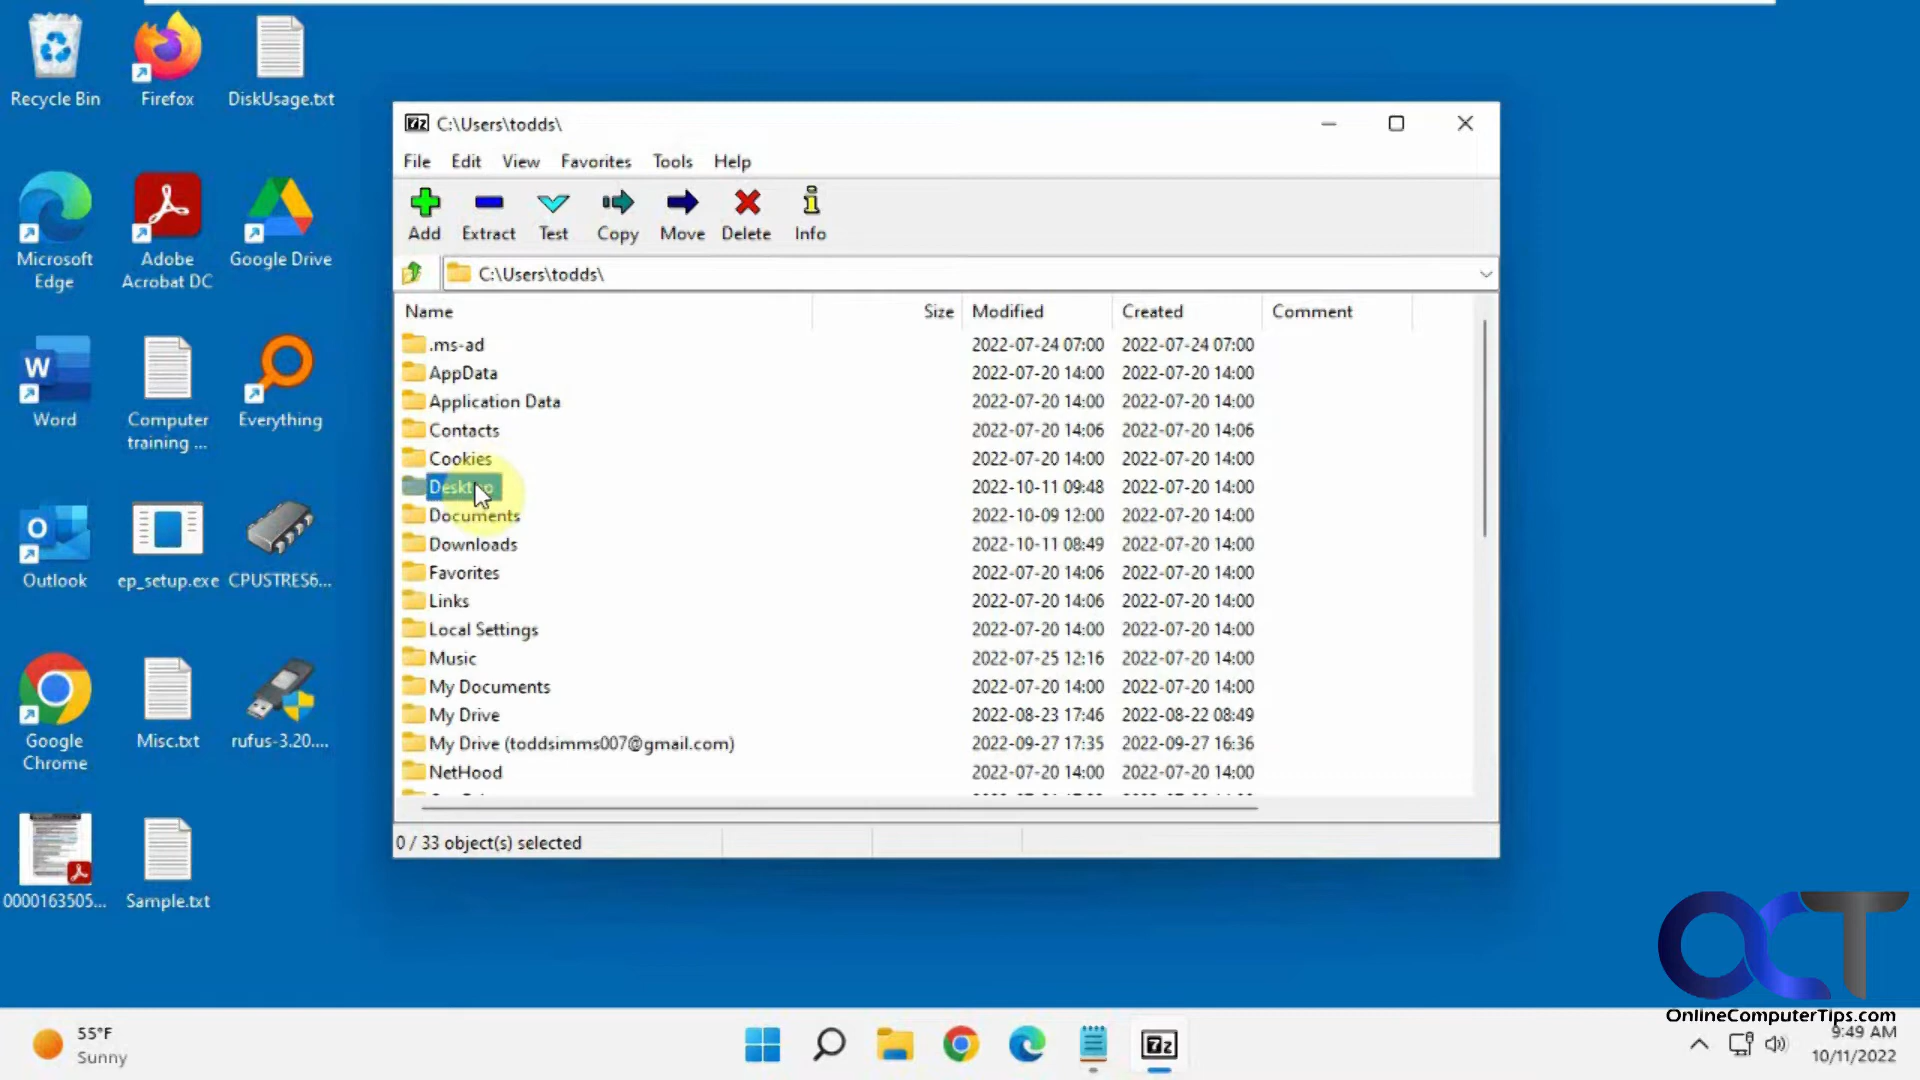 Recycle Bin
Firefox
DiskUsage.txt
Microsoft
Edge
Adobe
Acrobat DC
Google Drive
W
Word
Computer
training ...
Everything
O
Outlook
ep_setup.exe
CPUSTRES6...
Google
Chrome
Misc.txt
rufus-3.20....
0000163505...
Sample.txt
7z C:\Users\todds\
File Edit View Favorites Tools Help
Add Extract Test Copy Move Delete Info
C:\Users\todds\
Name Size Modified Created Comment
.ms-ad 2022-07-24 07:00 2022-07-24 07:00
AppData 2022-07-20 14:00 2022-07-20 14:00
Application Data 2022-07-20 14:00 2022-07-20 14:00
Contacts 2022-07-20 14:06 2022-07-20 14:06
Cookies 2022-07-20 14:00 2022-07-20 14:00
Desktop 2022-10-11 09:48 2022-07-20 14:00
Documents 2022-10-09 12:00 2022-07-20 14:00
Downloads 2022-10-11 08:49 2022-07-20 14:00
Favorites 2022-07-20 14:06 2022-07-20 14:00
Links 2022-07-20 14:06 2022-07-20 14:00
Local Settings 2022-07-20 14:00 2022-07-20 14:00
Music 2022-07-25 12:16 2022-07-20 14:00
My Documents 2022-07-20 14:00 2022-07-20 14:00
My Drive 2022-08-23 17:46 2022-08-22 08:49
My Drive (toddsimms007@gmail.com) 2022-09-27 17:35 2022-09-27 16:36
NetHood 2022-07-20 14:00 2022-07-20 14:00
0 / 33 object(s) selected
OCT
OnlineComputerTips.com
55°F
Sunny
7z
9:49 AM
10/11/2022